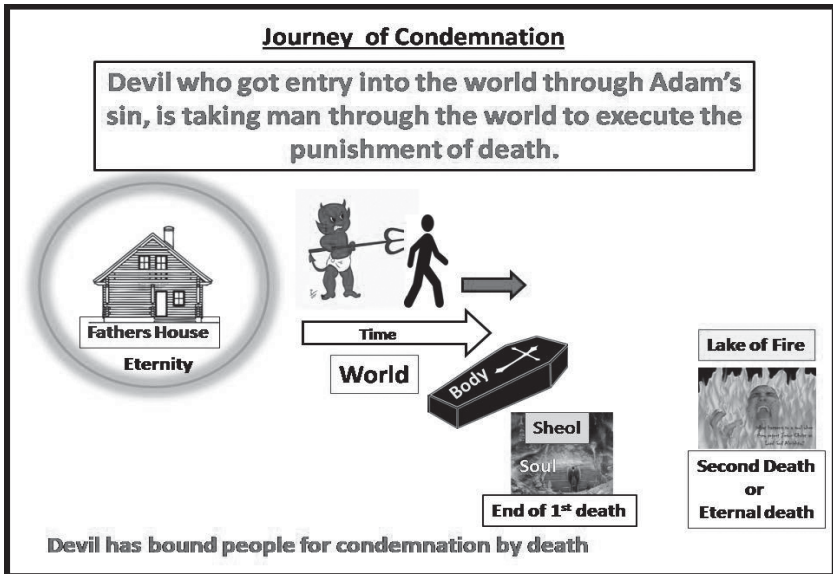 Journey of Condemnation
Devil who got entry into the world through Adam's
sin, is taking man through the world to execute the
punishment of death.
Fathers House
Eternity
Time
World
Body
Sheol
Soul
End of 1st death
Lake of Fire
Second Death
or
Eternal death
Devil has bound people for condemnation by death